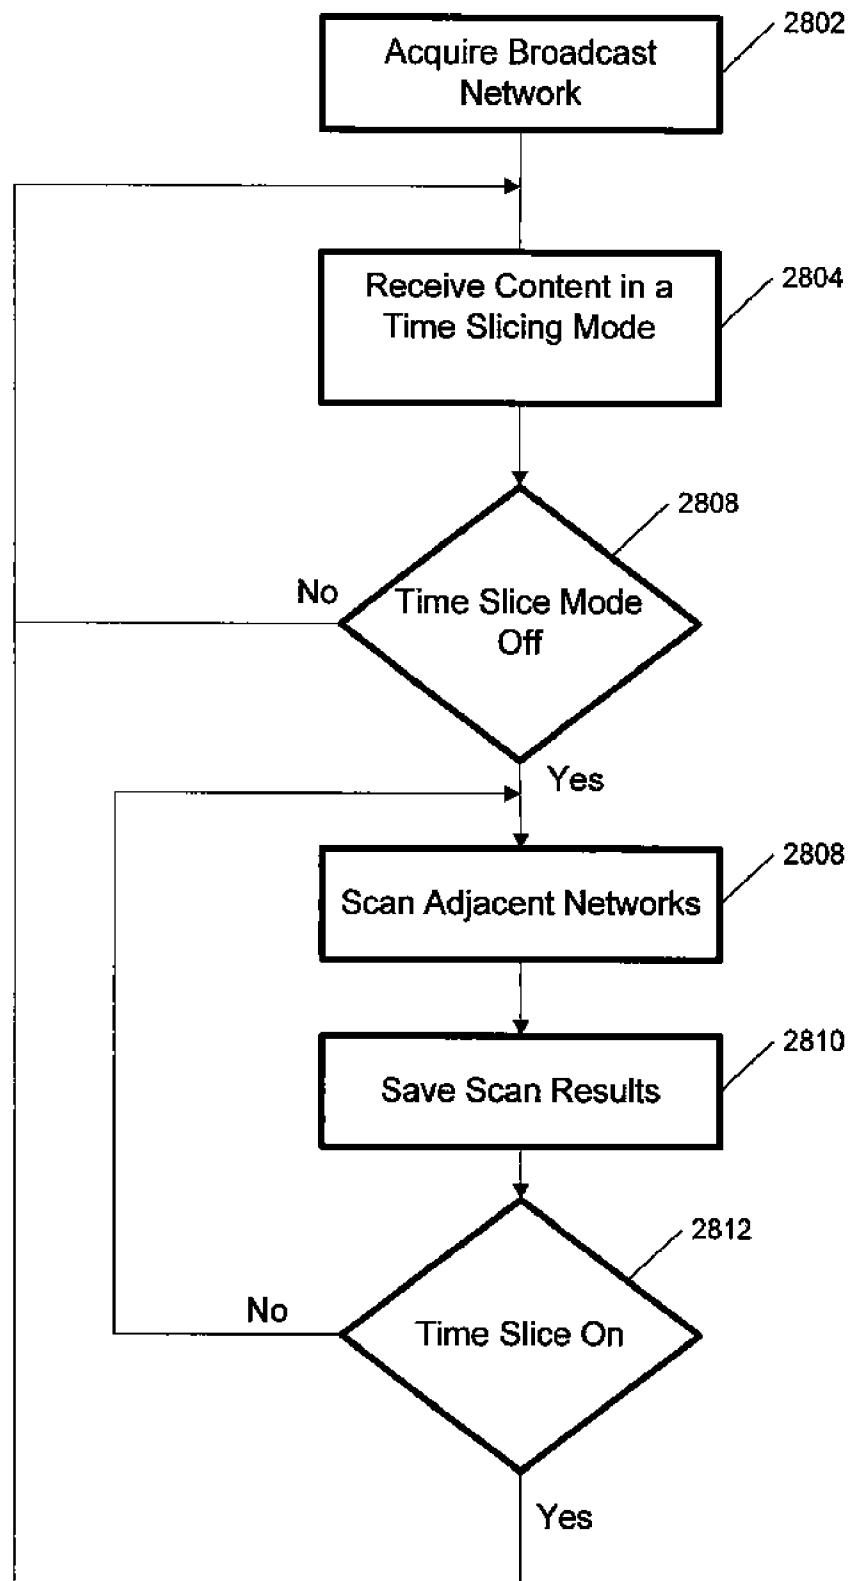 2802
Acquire Broadcast
Network
2804
Receive Content in a
Time Slicing Mode
2808
No
Time Slice Mode
Off
Yes
2808
Scan Adjacent Networks
2810
Save Scan Results
2812
No
Time Slice On
Yes